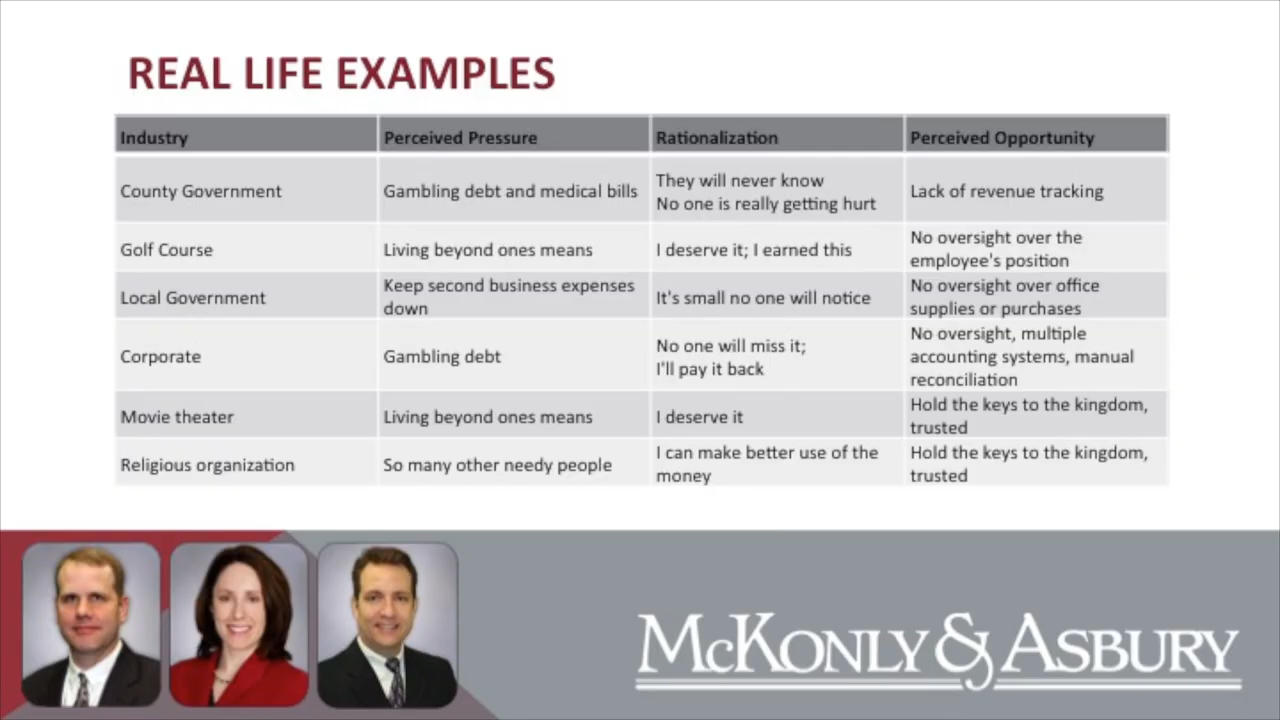 REAL LIFE EXAMPLES
Industry
Perceived Pressure
Rationalization
Perceived Opportunity
County Government
Gambling debt and medical bills
They will never know
No one is really getting hurt
Lack of revenue tracking
Golf Course
Living beyond ones means
I deserve it; I earned this
No oversight over the
employee's position
Local Government
Keep second business expenses
down
It's small no one will notice
No oversight over office
supplies or purchases
Corporate
Gambling debt
No one will miss it;
I'll pay it back
No oversight, multiple
accounting systems, manual
reconciliation
Movie theater
Living beyond ones means
I deserve it
Hold the keys to the kingdom,
trusted
Religious organization
So many other needy people
I can make better use of the
money
Hold the keys to the kingdom,
trusted
McKonly & Asbury